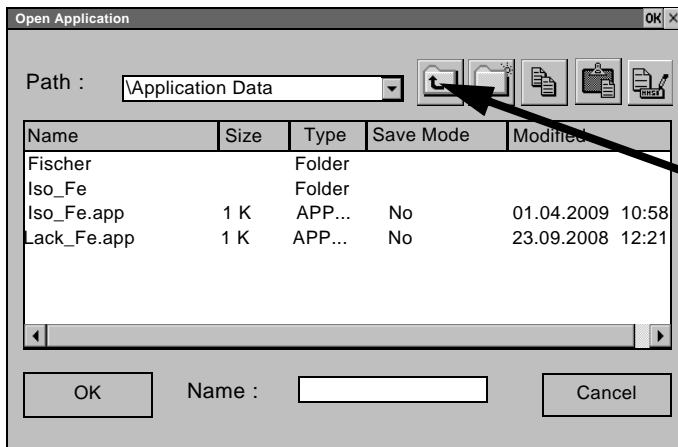 Open Application OK ×
Path : \Application Data
Name Size Type Save Mode Modified
Fischer Folder
Iso_Fe Folder
Iso_Fe.app 1 K APP... No 01.04.2009 10:58
Lack_Fe.app 1 K APP... No 23.09.2008 12:21
OK Name : Cancel